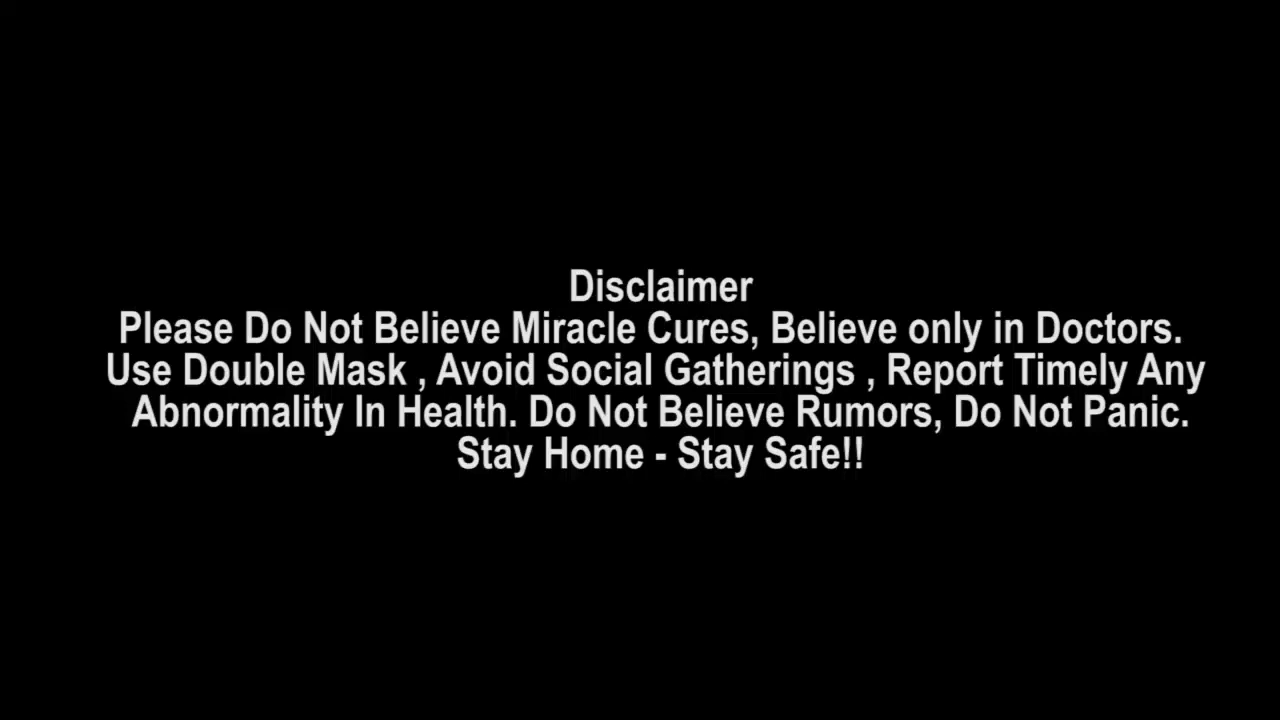 Disclaimer
Please Do Not Believe Miracle Cures, Believe only in Doctors.
Use Double Mask , Avoid Social Gatherings , Report Timely Any
Abnormality In Health. Do Not Believe Rumors, Do Not Panic.
Stay Home - Stay Safe!!